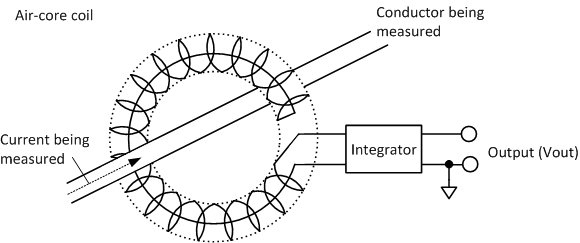 Air-core coil
Conductor being
measured
Current being
measured
Integrator
Output (Vout)